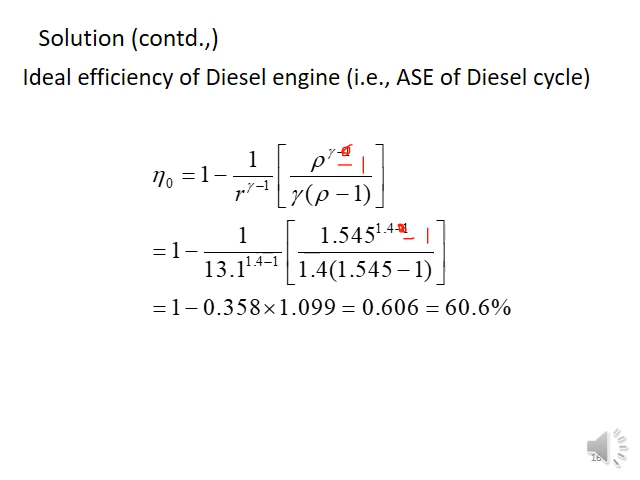 Solution (contd.,)
Ideal efficiency of Diesel engine (i.e., ASE of Diesel cycle)
η₀ = 1 − 1/r^(γ−1) [ (ρ^γ − 1) / (γ(ρ − 1)) ]
= 1 − 1/13.1^(1.4−1) [ (1.545^1.4 − 1) / (1.4(1.545 − 1)) ]
= 1 − 0.358 × 1.099 = 0.606 = 60.6%